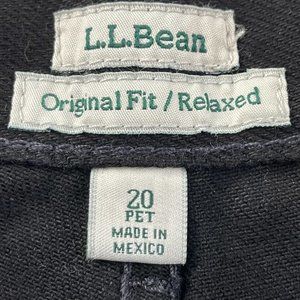 L.L.Bean
Original Fit / Relaxed
20
PET
MADE IN
MEXICO